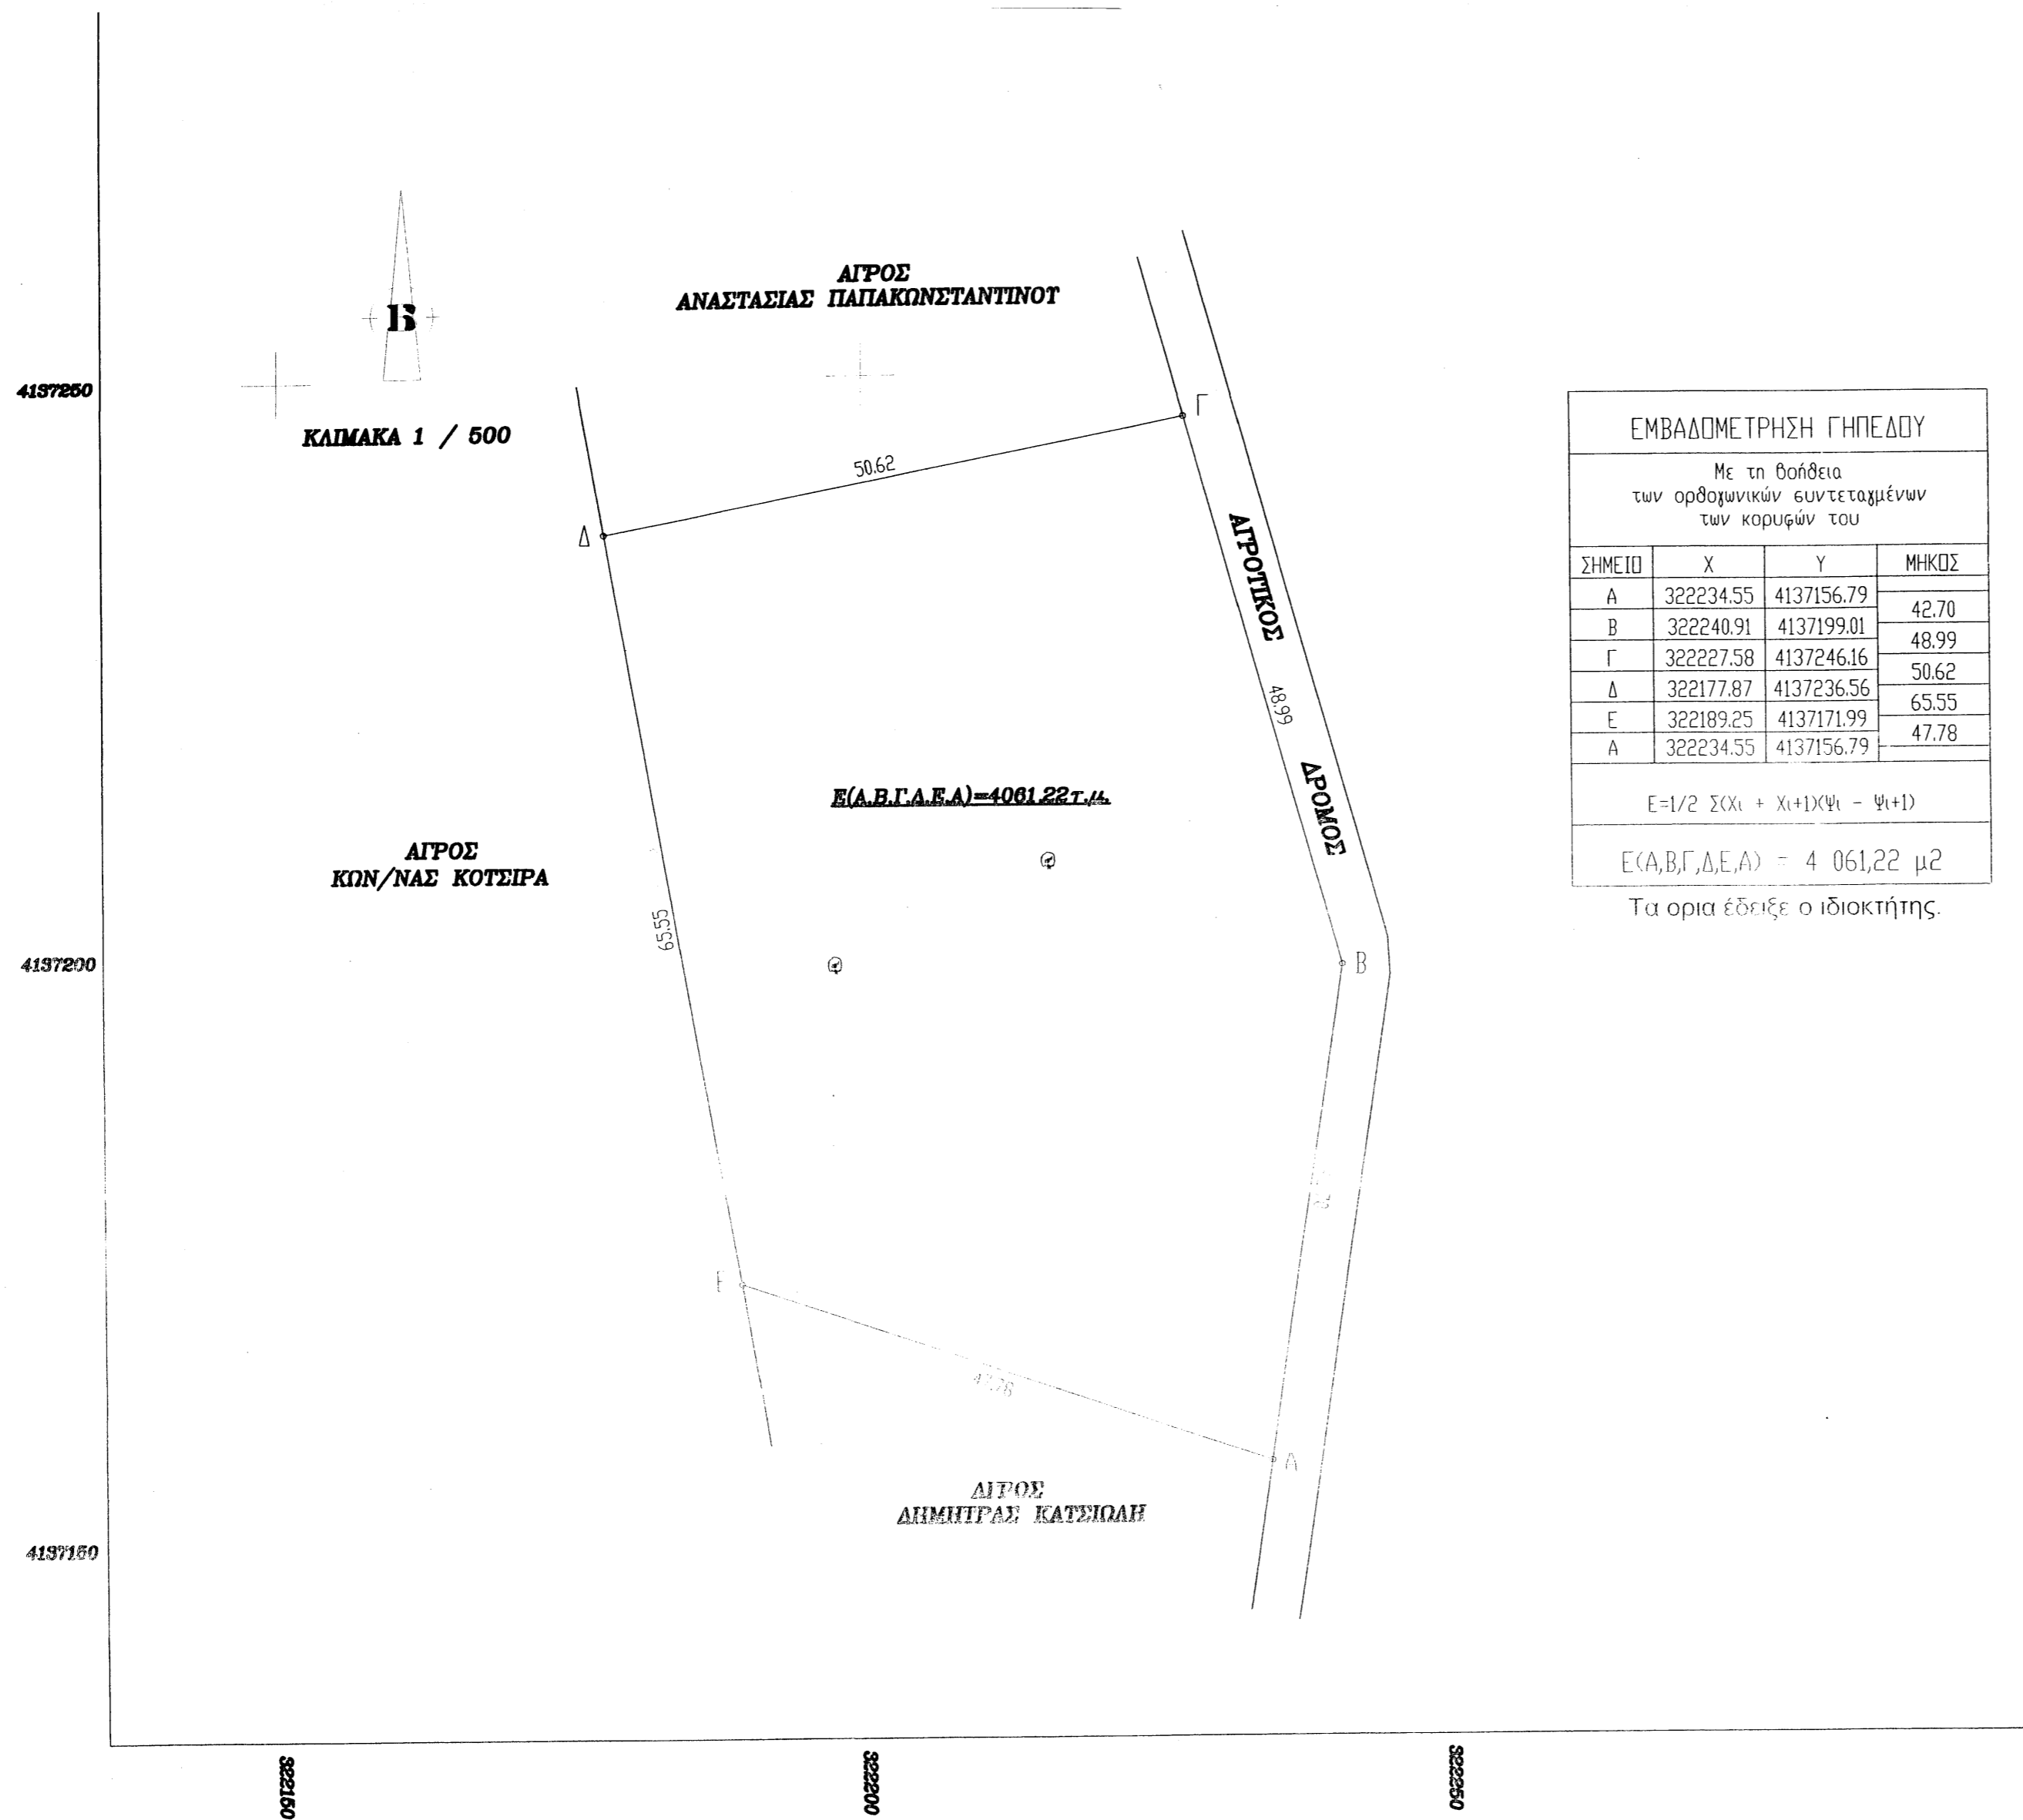 ΑΓΡΟΣ
ΑΝΑΣΤΑΣΙΑΣ ΠΑΠΑΚΩΝΣΤΑΝΤΙΝΟΥ
Β
4137250
ΚΛΙΜΑΚΑ 1 / 500
Γ
50.62
Δ
ΑΓΡΟΤΙΚΟΣ
48.99
ΔΡΟΜΟΣ
Ε(Α.Β.Γ.Δ.Ε.Α)=4061.22τ.μ.
ΑΓΡΟΣ
ΚΩΝ/ΝΑΣ ΚΟΤΣΙΡΑ
65.55
4137200
Β
Ε
47.78
Α
ΑΓΡΟΣ
ΔΗΜΗΤΡΑΣ ΚΑΤΣΙΩΛΗ
4137150
322150
322200
322250
ΕΜΒΑΔΟΜΕΤΡΗΣΗ ΓΗΠΕΔΟΥ
Με τη βοήθεια
των ορθογωνικών συντεταγμένων
των κορυφών του
ΣΗΜΕΙΟ Χ Υ ΜΗΚΟΣ
Α 322234.55 4137156.79
42.70
Β 322240.91 4137199.01
48.99
Γ 322227.58 4137246.16
50.62
Δ 322177.87 4137236.56
65.55
Ε 322189.25 4137171.99
47.78
Α 322234.55 4137156.79
Ε=1/2 Σ(Χι + Χι+1)(Ψι - Ψι+1)
Ε(Α,Β,Γ,Δ,Ε,Α) = 4 061,22 μ2
Τα ορια έδειξε ο ιδιοκτήτης.